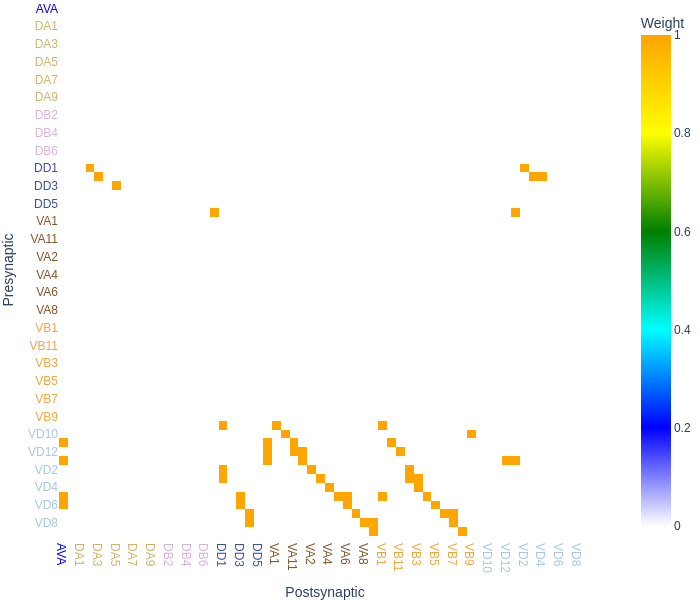 Weight
AVA
DA1
DA3
DA5
DA7
DA9
DB2
DB4
DB6
DD1
DD3
DD5
VA1
VA11
VA2
VA4
VA6
VA8
VB1
VB11
VB3
VB5
VB7
VB9
VD10
VD12
VD2
VD4
VD6
VD8
Presynaptic
1
0.8
0.6
0.4
0.2
0
AVA DA1 DA3 DA5 DA7 DA9 DB2 DB4 DB6 DD1 DD3 DD5 VA1 VA11 VA2 VA4 VA6 VA8 VB1 VB11 VB3 VB5 VB7 VB9 VD10 VD12 VD2 VD4 VD6 VD8
Postsynaptic